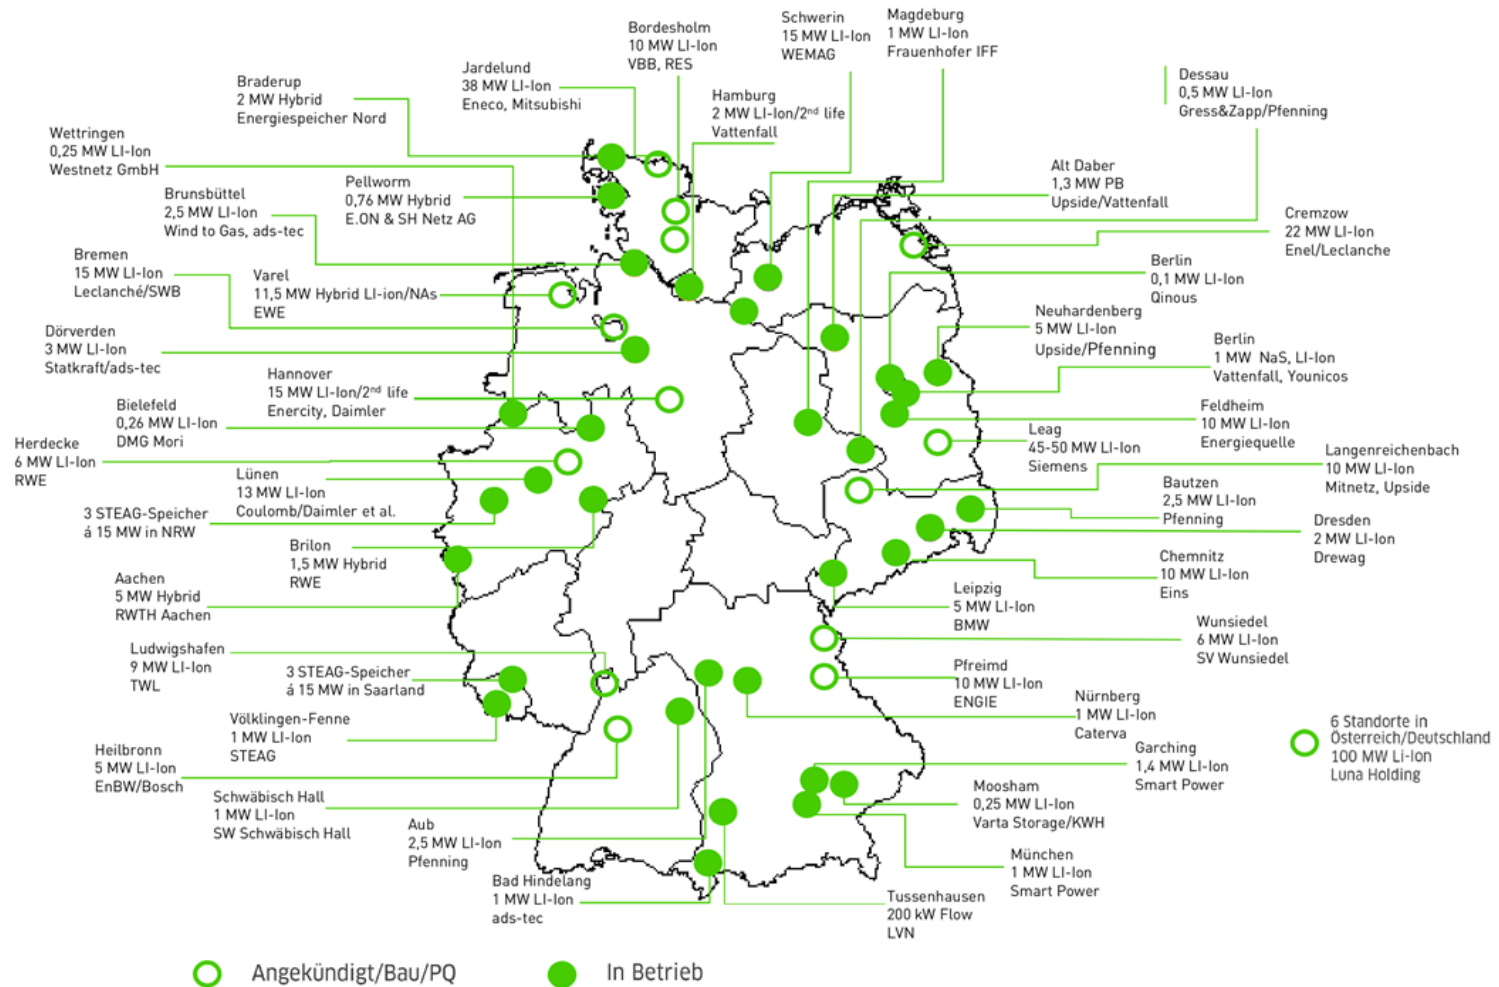 Bordesholm
10 MW LI-Ion
VBB, RES
Schwerin
15 MW LI-Ion
WEMAG
Magdeburg
1 MW LI-Ion
Frauenhofer IFF
Jardelund
38 MW LI-Ion
Eneco, Mitsubishi
Braderup
2 MW Hybrid
Energiespeicher Nord
Hamburg
2 MW LI-Ion/2nd life
Vattenfall
Dessau
0,5 MW LI-Ion
Gress&Zapp/Pfenning
Wettringen
0,25 MW LI-Ion
Westnetz GmbH
Pellworm
0,76 MW Hybrid
E.ON & SH Netz AG
Alt Daber
1,3 MW PB
Upside/Vattenfall
Brunsbüttel
2,5 MW LI-Ion
Wind to Gas, ads-tec
Cremzow
22 MW LI-Ion
Enel/Leclanche
Bremen
15 MW LI-Ion
Leclanché/SWB
Varel
11,5 MW Hybrid LI-ion/NAs
EWE
Berlin
0,1 MW LI-Ion
Qinous
Dörverden
3 MW LI-Ion
Statkraft/ads-tec
Neuhardenberg
5 MW LI-Ion
Upside/Pfenning
Berlin
1 MW NaS, LI-Ion
Vattenfall, Younicos
Hannover
15 MW LI-Ion/2nd life
Enercity, Daimler
Bielefeld
0,26 MW LI-Ion
DMG Mori
Feldheim
10 MW LI-Ion
Energiequelle
Herdecke
6 MW LI-Ion
RWE
Leag
45-50 MW LI-Ion
Siemens
Langenreichenbach
10 MW LI-Ion
Mitnetz, Upside
Lünen
13 MW LI-Ion
Coulomb/Daimler et al.
Bautzen
2,5 MW LI-Ion
Pfenning
3 STEAG-Speicher
á 15 MW in NRW
Dresden
2 MW LI-Ion
Drewag
Brilon
1,5 MW Hybrid
RWE
Chemnitz
10 MW LI-Ion
Eins
Aachen
5 MW Hybrid
RWTH Aachen
Leipzig
5 MW LI-Ion
BMW
Wunsiedel
6 MW LI-Ion
SV Wunsiedel
Ludwigshafen
9 MW LI-Ion
TWL
3 STEAG-Speicher
á 15 MW in Saarland
Pfreimd
10 MW LI-Ion
ENGIE
Nürnberg
1 MW LI-Ion
Caterva
Völklingen-Fenne
1 MW LI-Ion
STEAG
6 Standorte in
Österreich/Deutschland
100 MW Li-Ion
Luna Holding
Heilbronn
5 MW LI-Ion
EnBW/Bosch
Garching
1,4 MW LI-Ion
Smart Power
Schwäbisch Hall
1 MW LI-Ion
SW Schwäbisch Hall
Moosham
0,25 MW LI-Ion
Varta Storage/KWH
Aub
2,5 MW LI-Ion
Pfenning
München
1 MW LI-Ion
Smart Power
Bad Hindelang
1 MW LI-Ion
ads-tec
Tussenhausen
200 kW Flow
LVN
Angekündigt/Bau/PQ
In Betrieb